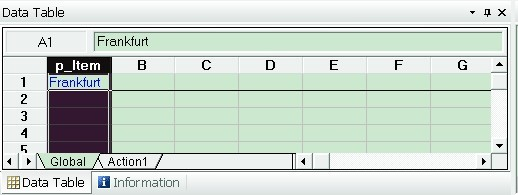 Data Table
A1 Frankfurt
p_Item B C D E F G
1 Frankfurt
2
3
4
5
Global Action1
Data Table Information